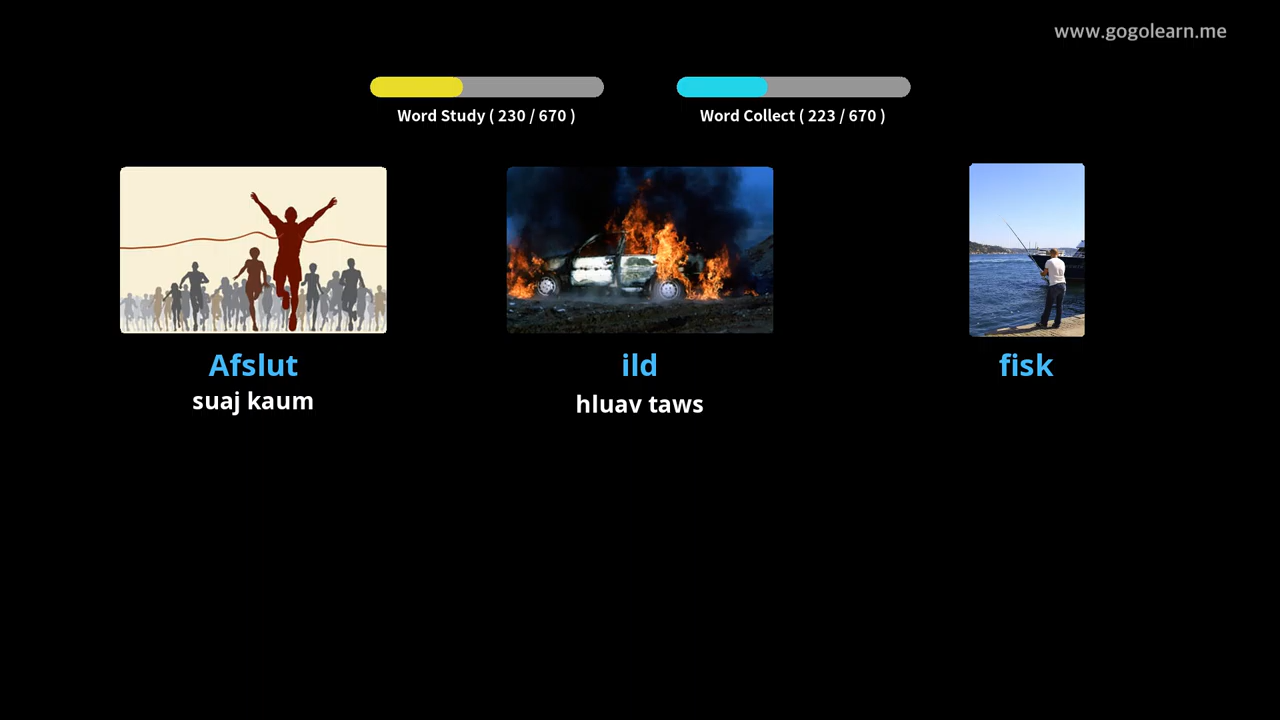 www.gogolearn.me
Word Study ( 230 / 670 )
Word Collect ( 223 / 670 )
Afslut
suaj kaum
ild
hluav taws
fisk